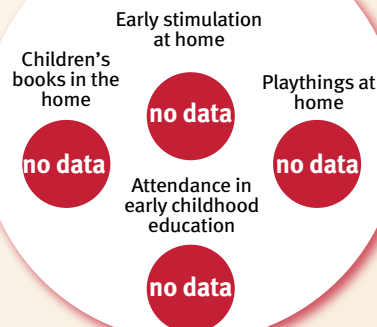 Early stimulation
at home
no data
Children's
books in the
home
no data
Playthings at
home
no data
Attendance in
early childhood
education
no data